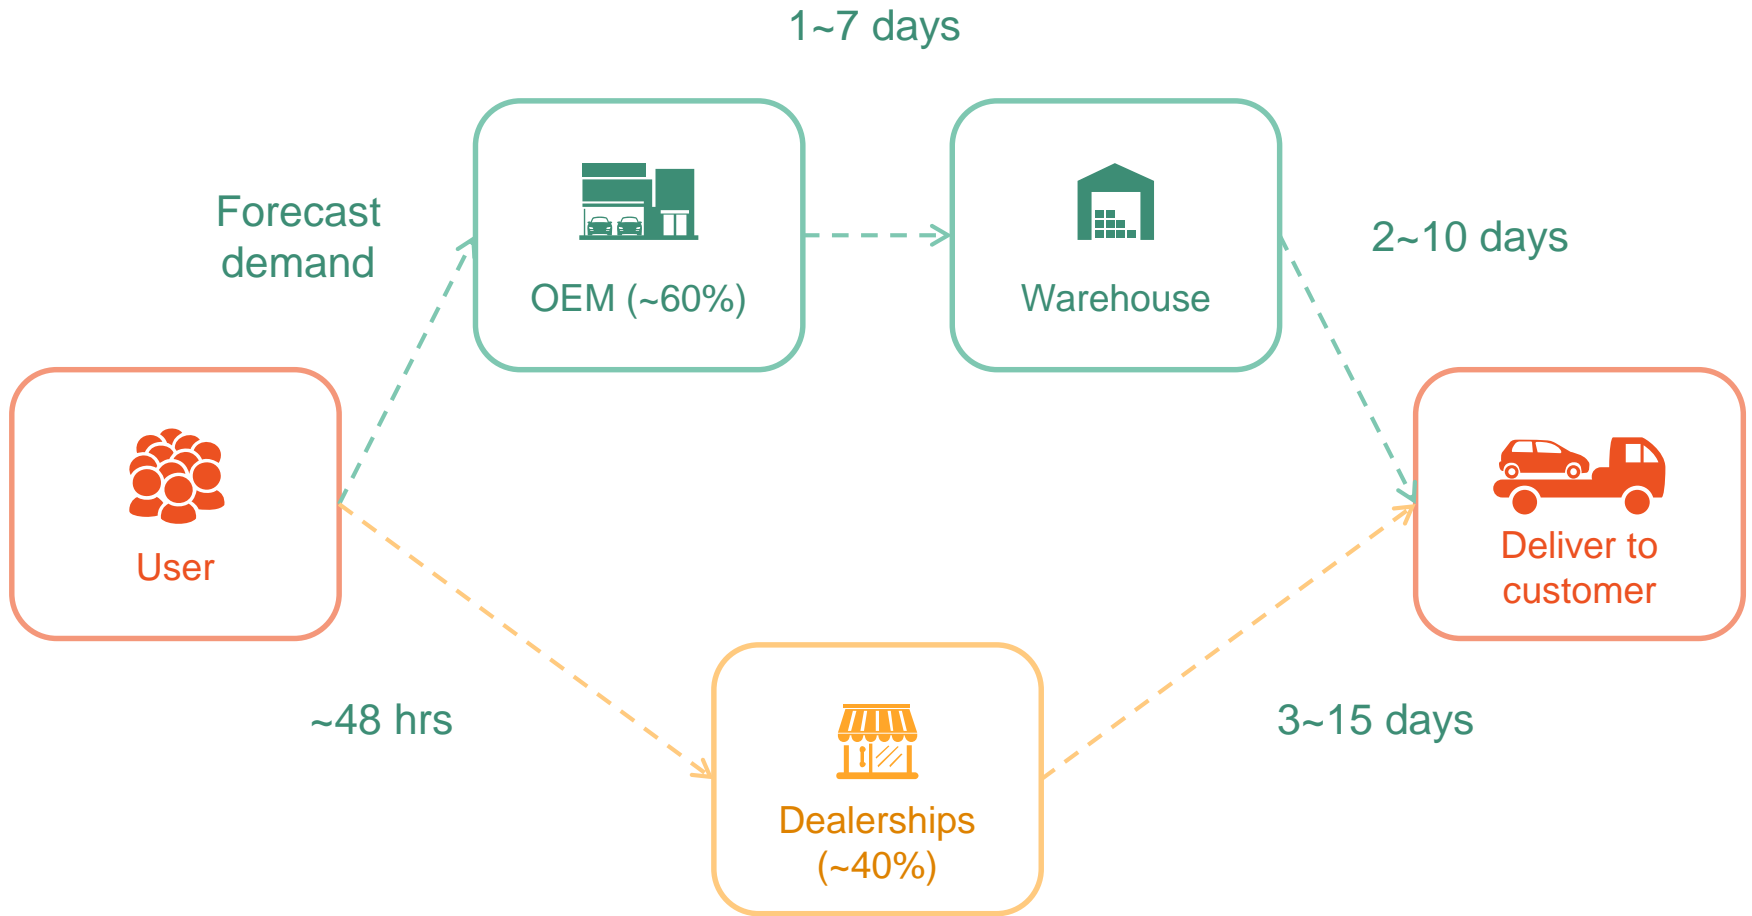 1~7 days
Forecast
demand
OEM (~60%)
Warehouse
2~10 days
User
Deliver to
customer
~48 hrs
3~15 days
Dealerships
(~40%)